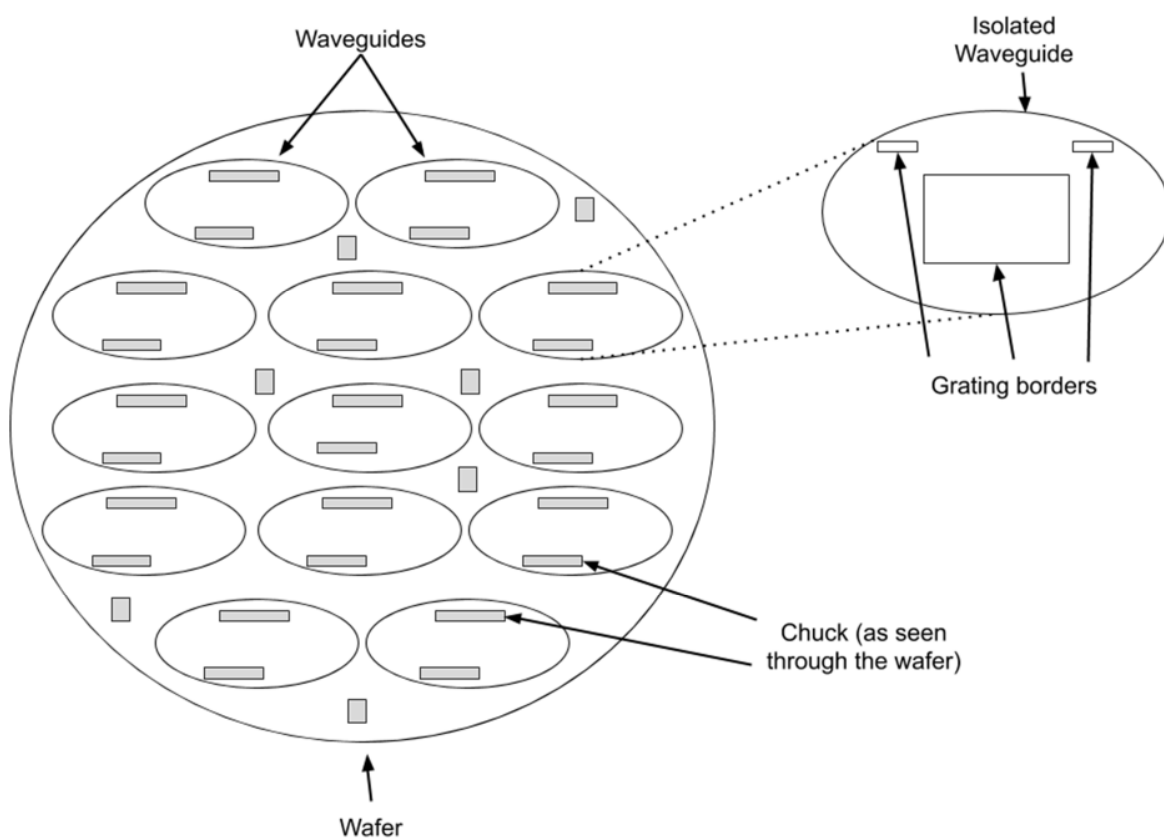 Waveguides
Isolated
Waveguide
Grating borders
Chuck (as seen
through the wafer)
Wafer